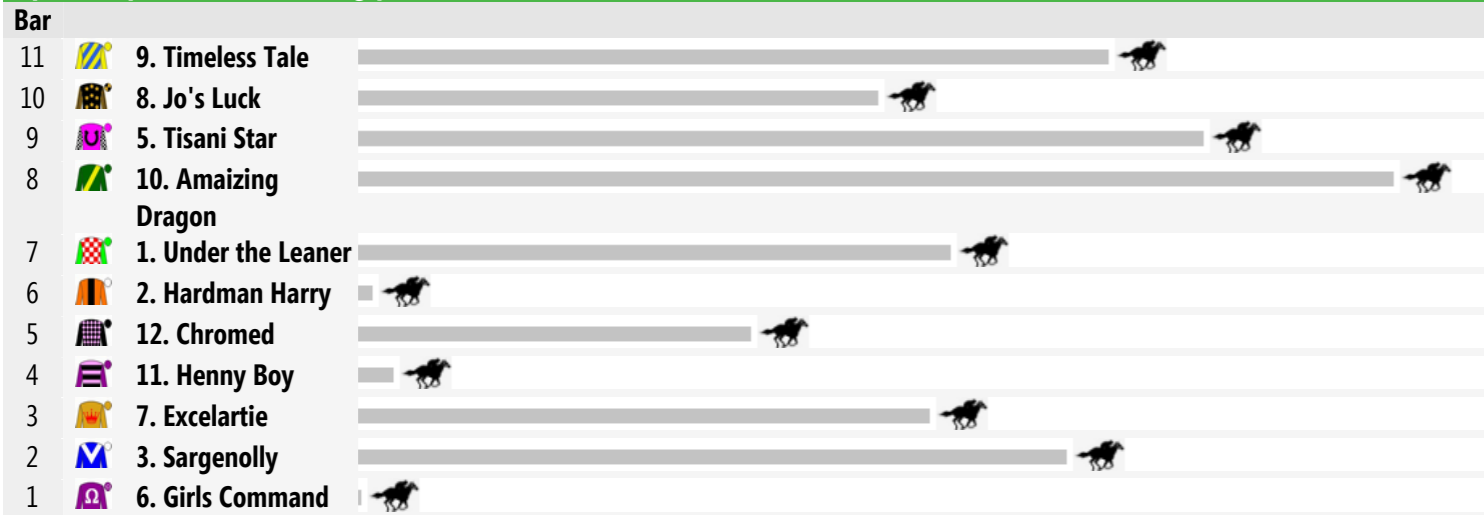 Bar
11 9. Timeless Tale
10 8. Jo's Luck
9 5. Tisani Star
8 10. Amaizing
Dragon
7 1. Under the Leaner
6 2. Hardman Harry
5 12. Chromed
4 11. Henny Boy
3 7. Excelartie
2 3. Sargenolly
1 Ω 6. Girls Command